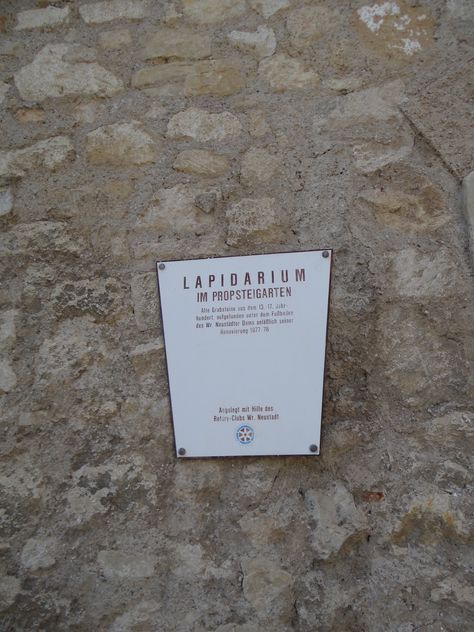 LAPIDARIUM
IM PROPSTEIGARTEN
Alte Grabsteine aus dem 13.-17. Jahr-
hundert, aufgefunden unter dem Fußboden
des Wr. Neustädter Doms anläßlich seiner
Renovierung 1977-78
Angelegt mit Hilfe des
Rotary-Clubs Wr. Neustadt